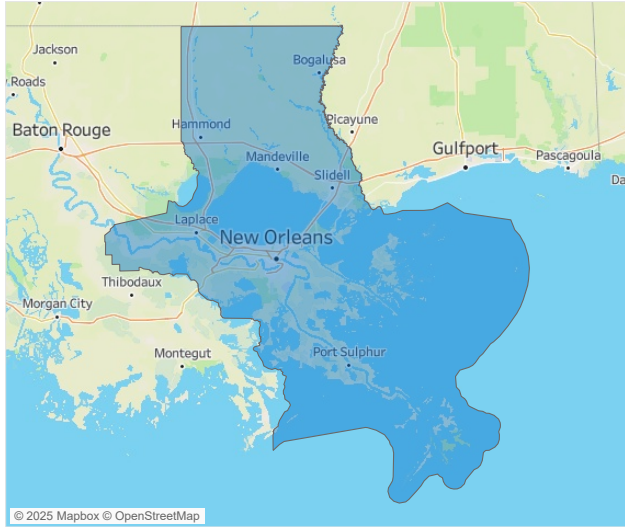 Jackson
Bogalusa
Roads
Picayune
Hammond
Baton Rouge
Gulfport
Mandeville
Pascagoula
Slidell
Da
Laplace
New Orleans
Thibodaux
Morgan City
Port Sulphur
Montegut
© 2025 Mapbox © OpenStreetMap